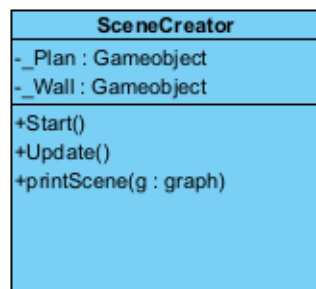 SceneCreator
-_Plan : Gameobject
-_Wall : Gameobject
+Start()
+Update()
+printScene(g : graph)